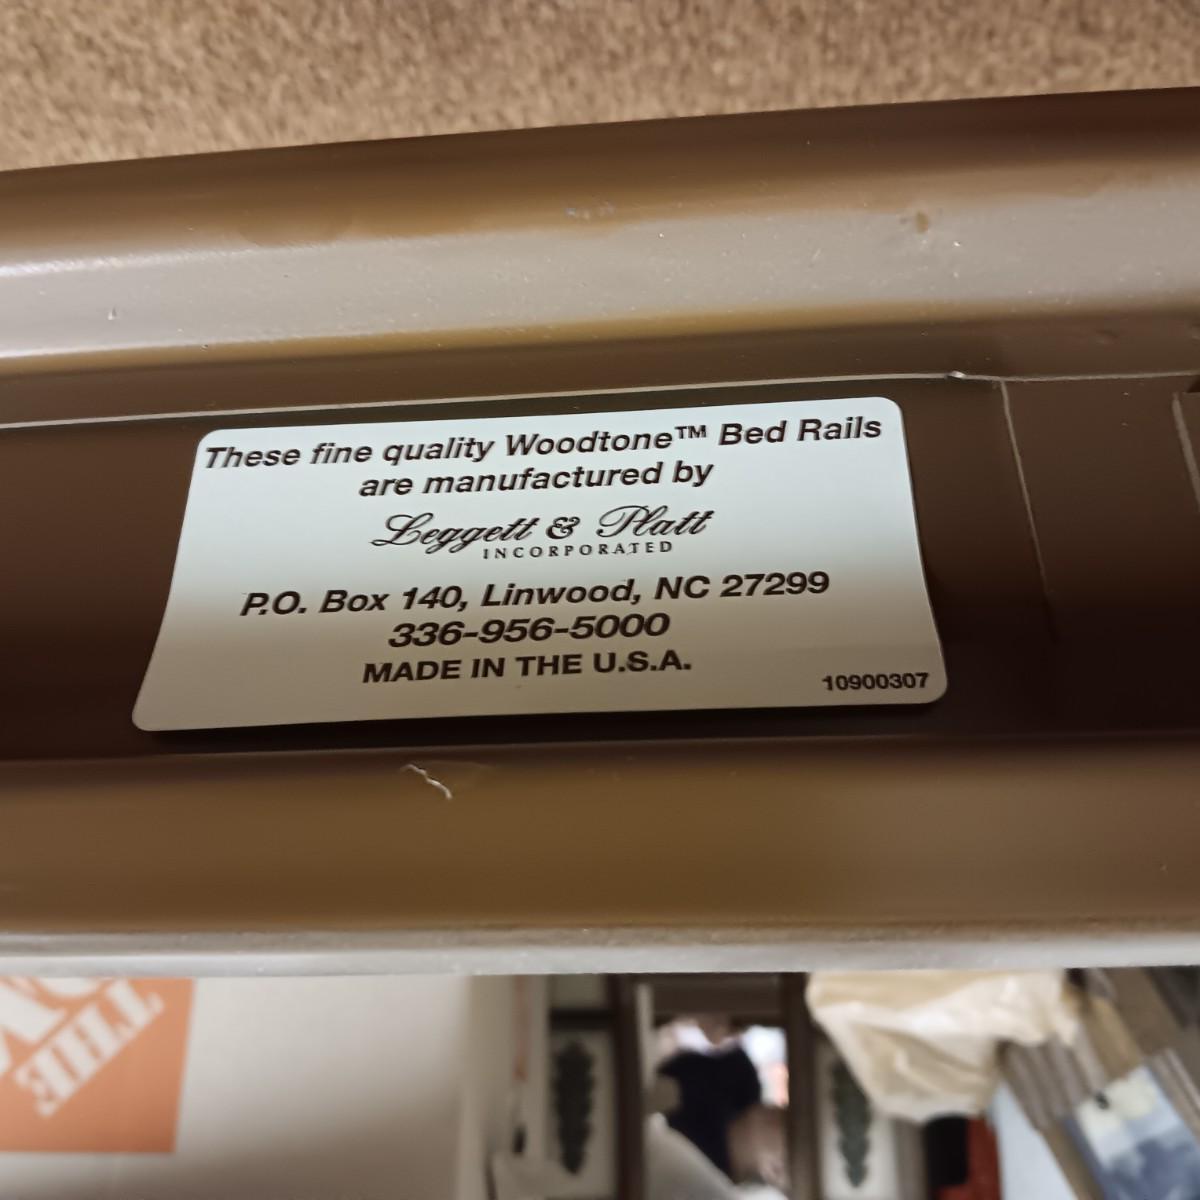 These fine quality Woodtone™ Bed Rails
are manufactured by
Leggett & Platt
INCORPORATED
P.O. Box 140, Linwood, NC 27299
336-956-5000
MADE IN THE U.S.A.
10900307
THE